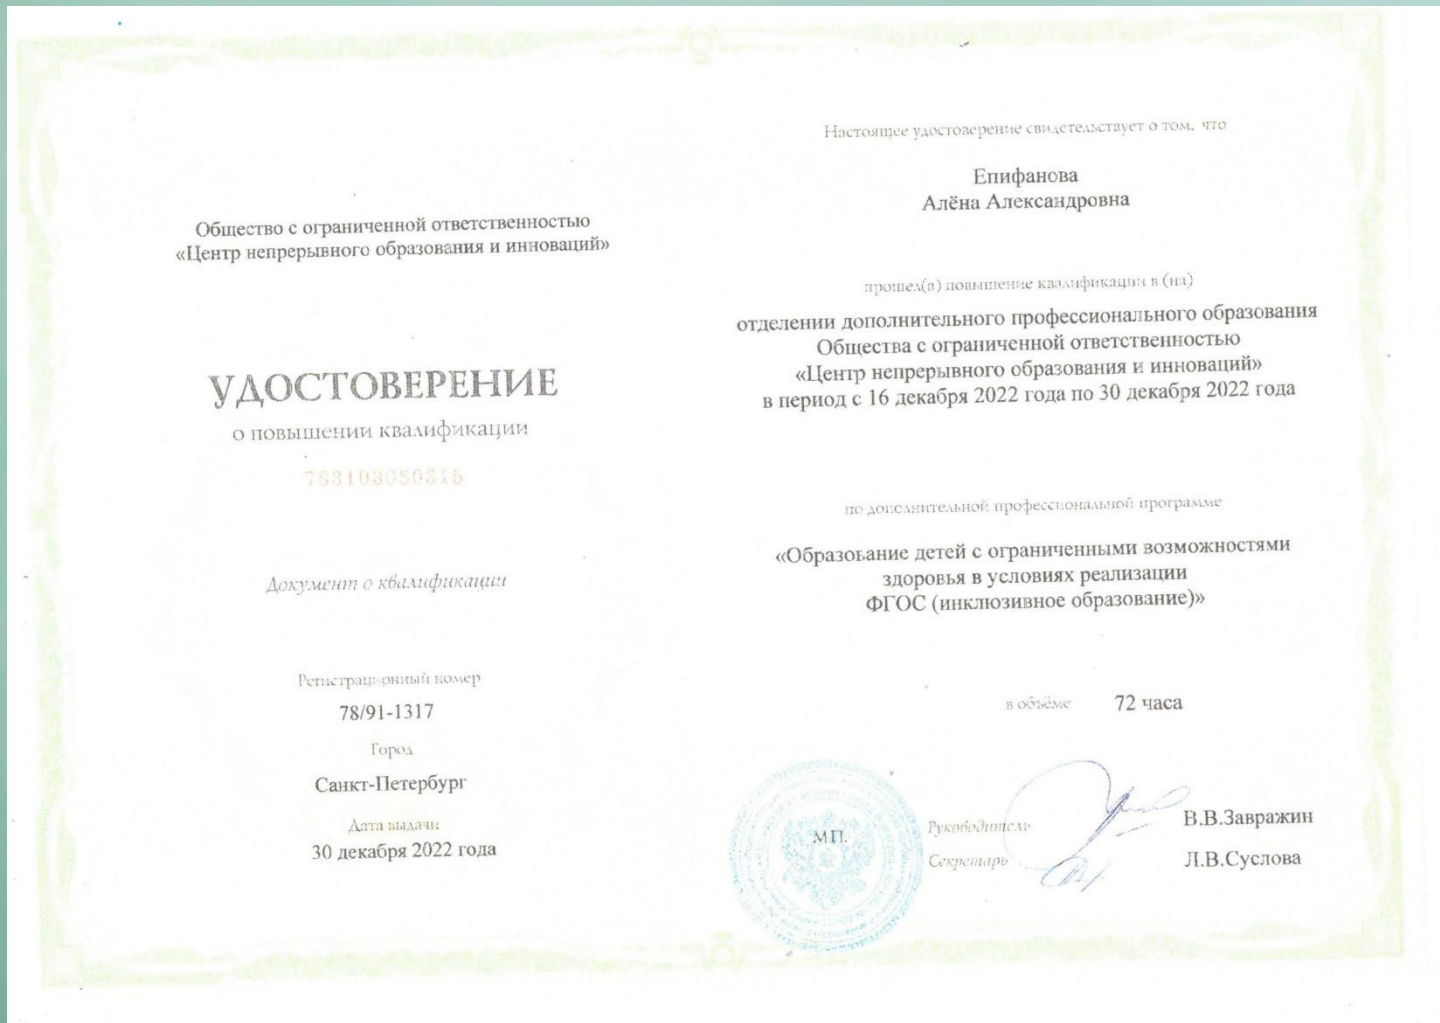 Общество с ограниченной ответственностью
«Центр непрерывного образования и инноваций»
УДОСТОВЕРЕНИЕ
о повышении квалификации
783103050315
Документ о квалификации
Регистрационный номер
78/91-1317
Город
Санкт-Петербург
Дата выдачи
30 декабря 2022 года
Настоящее удостоверение свидетельствует о том, что
Епифанова
Алёна Александровна
прошел(а) повышение квалификации в (на)
отделении дополнительного профессионального образования
Общества с ограниченной ответственностью
«Центр непрерывного образования и инноваций»
в период с 16 декабря 2022 года по 30 декабря 2022 года
по дополнительной профессиональной программе
«Образование детей с ограниченными возможностями
здоровья в условиях реализации
ФГОС (инклюзивное образование)»
в объёме 72 часа
М.П.
Руководитель В.В.Завражин
Секретарь Л.В.Суслова